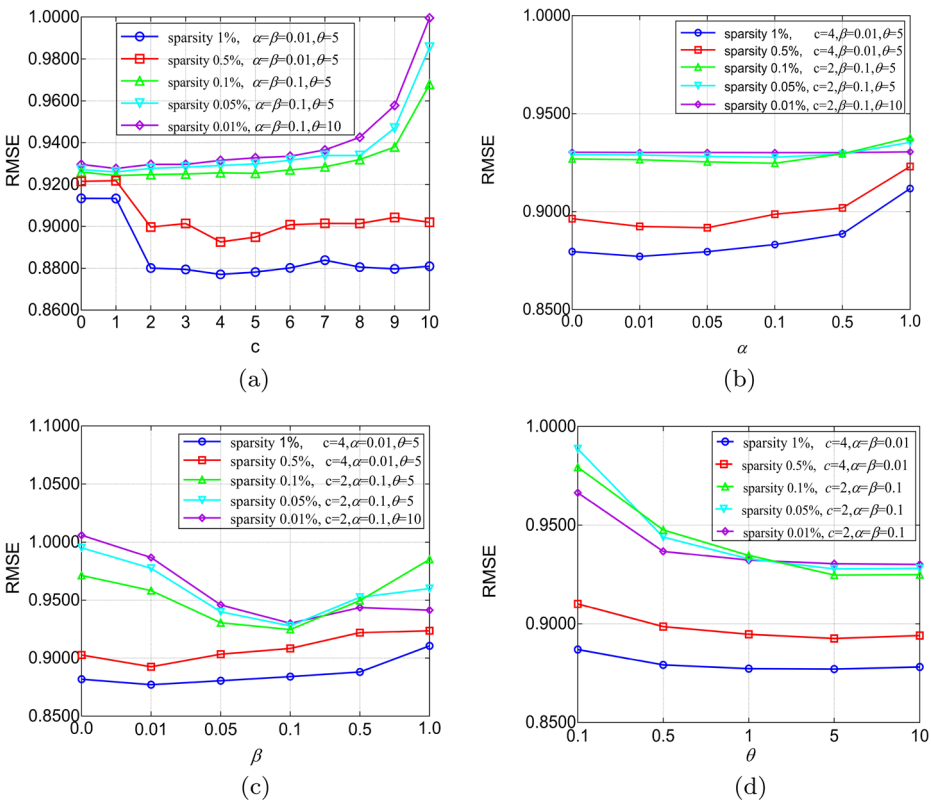 1.0000
0.9800
0.9600
0.9400
0.9200
0.9000
0.8800
0.8600
RMSE
sparsity 1%, α=β=0.01,θ=5
sparsity 0.5%, α=β=0.01,θ=5
sparsity 0.1%, α=β=0.1,θ=5
sparsity 0.05%, α=β=0.1,θ=5
sparsity 0.01%, α=β=0.1,θ=10
0 1 2 3 4 5 6 7 8 9 10
c
(a)
1.0000
0.9500
0.9000
0.8500
RMSE
sparsity 1% c=4,β=0.01,θ=5
sparsity 0.5% c=4,β=0.01,θ=5
sparsity 0.1% c=2,β=0.1,θ=5
sparsity 0.05% c=2,β=0.1,θ=5
sparsity 0.01% c=2,β=0.1,θ=10
0.0 0.01 0.05 0.1 0.5 1.0
α
(b)
1.1000
1.0500
1.0000
0.9500
0.9000
0.8500
RMSE
sparsity 1%, c=4,α=0.01,θ=5
sparsity 0.5%, c=4,α=0.01,θ=5
sparsity 0.1%, c=2,α=0.1,θ=5
sparsity 0.05%, c=2,α=0.1,θ=5
sparsity 0.01%, c=2,α=0.1,θ=10
0.0 0.01 0.05 0.1 0.5 1.0
β
(c)
1.0000
0.9500
0.9000
0.8500
RMSE
sparsity 1%, c=4,α=β=0.01
sparsity 0.5%, c=4,α=β=0.01
sparsity 0.1%, c=2,α=β=0.1
sparsity 0.05%, c=2,α=β=0.1
sparsity 0.01%, c=2,α=β=0.1
0.1 0.5 1 5 10
θ
(d)